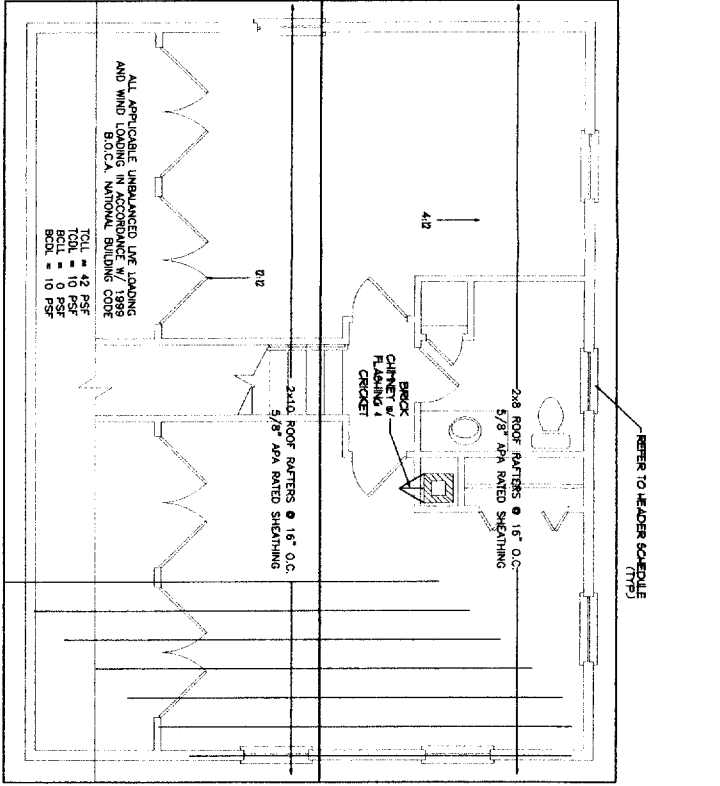 REFER TO HEADER SCHEDULE
(TYP.)
2x8 ROOF RAFTERS @ 16" O.C.
5/8" APA RATED SHEATHING
4:12
BRICK
CHIMNEY W/
FLASHING &
CRICKET
2x10 ROOF RAFTERS @ 16" O.C.
5/8" APA RATED SHEATHING
12:12
ALL APPLICABLE UNBALANCED LIVE LOADING
AND WIND LOADING IN ACCORDANCE W/ 1999
B.O.C.A. NATIONAL BUILDING CODE
TCLL = 42 PSF
TCDL = 10 PSF
BCLL = 0 PSF
BCDL = 10 PSF